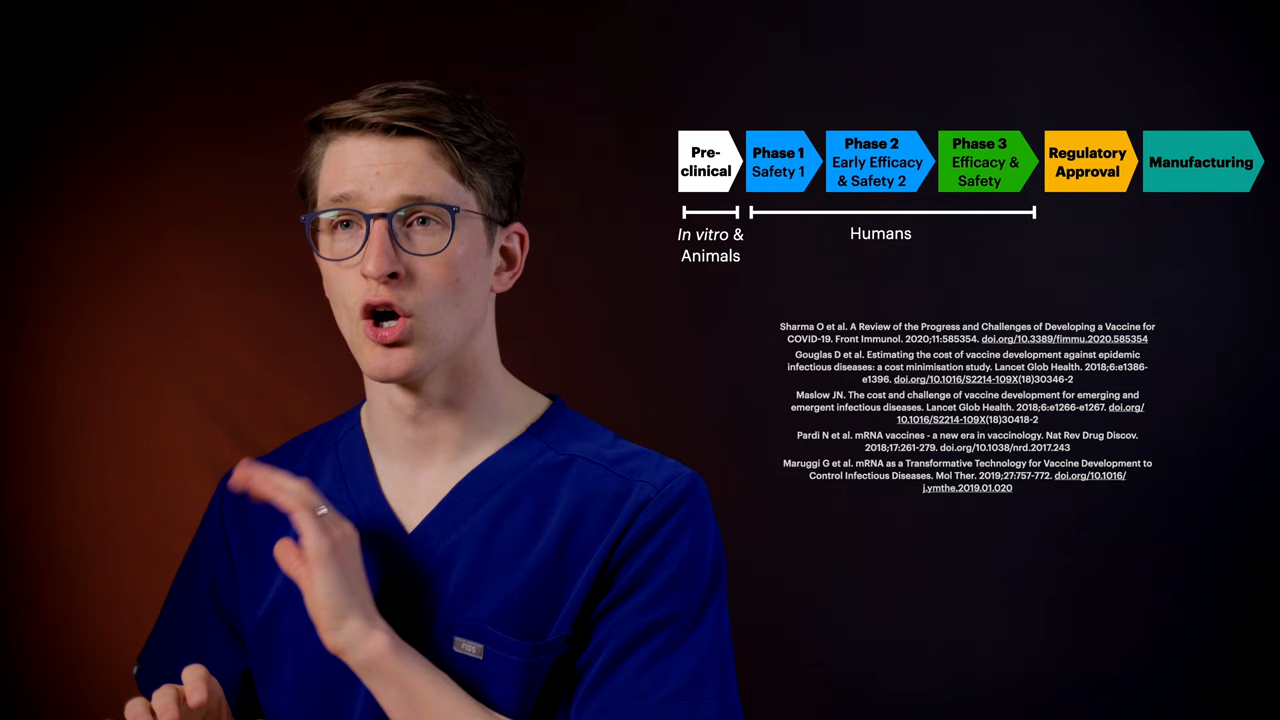 Pre-
clinical
Phase 1
Safety 1
Phase 2
Early Efficacy
& Safety 2
Phase 3
Efficacy &
Safety
Regulatory
Approval
Manufacturing
In vitro &
Animals
Humans
Sharma O et al. A Review of the Progress and Challenges of Developing a Vaccine for
COVID-19. Front Immunol. 2020;11:585354. doi.org/10.3389/fimmu.2020.585354
Gouglas D et al. Estimating the cost of vaccine development against epidemic
infectious diseases: a cost minimisation study. Lancet Glob Health. 2018;6:e1386-
e1396. doi.org/10.1016/S2214-109X(18)30346-2
Maslow JN. The cost and challenge of vaccine development for emerging and
emergent infectious diseases. Lancet Glob Health. 2018;6:e1266-e1267. doi.org/
10.1016/S2214-109X(18)30418-2
Pardi N et al. mRNA vaccines - a new era in vaccinology. Nat Rev Drug Discov.
2018;17:261-279. doi.org/10.1038/nrd.2017.243
Maruggi G et al. mRNA as a Transformative Technology for Vaccine Development to
Control Infectious Diseases. Mol Ther. 2019;27:757-772. doi.org/10.1016/
j.ymthe.2019.01.020
FIGS